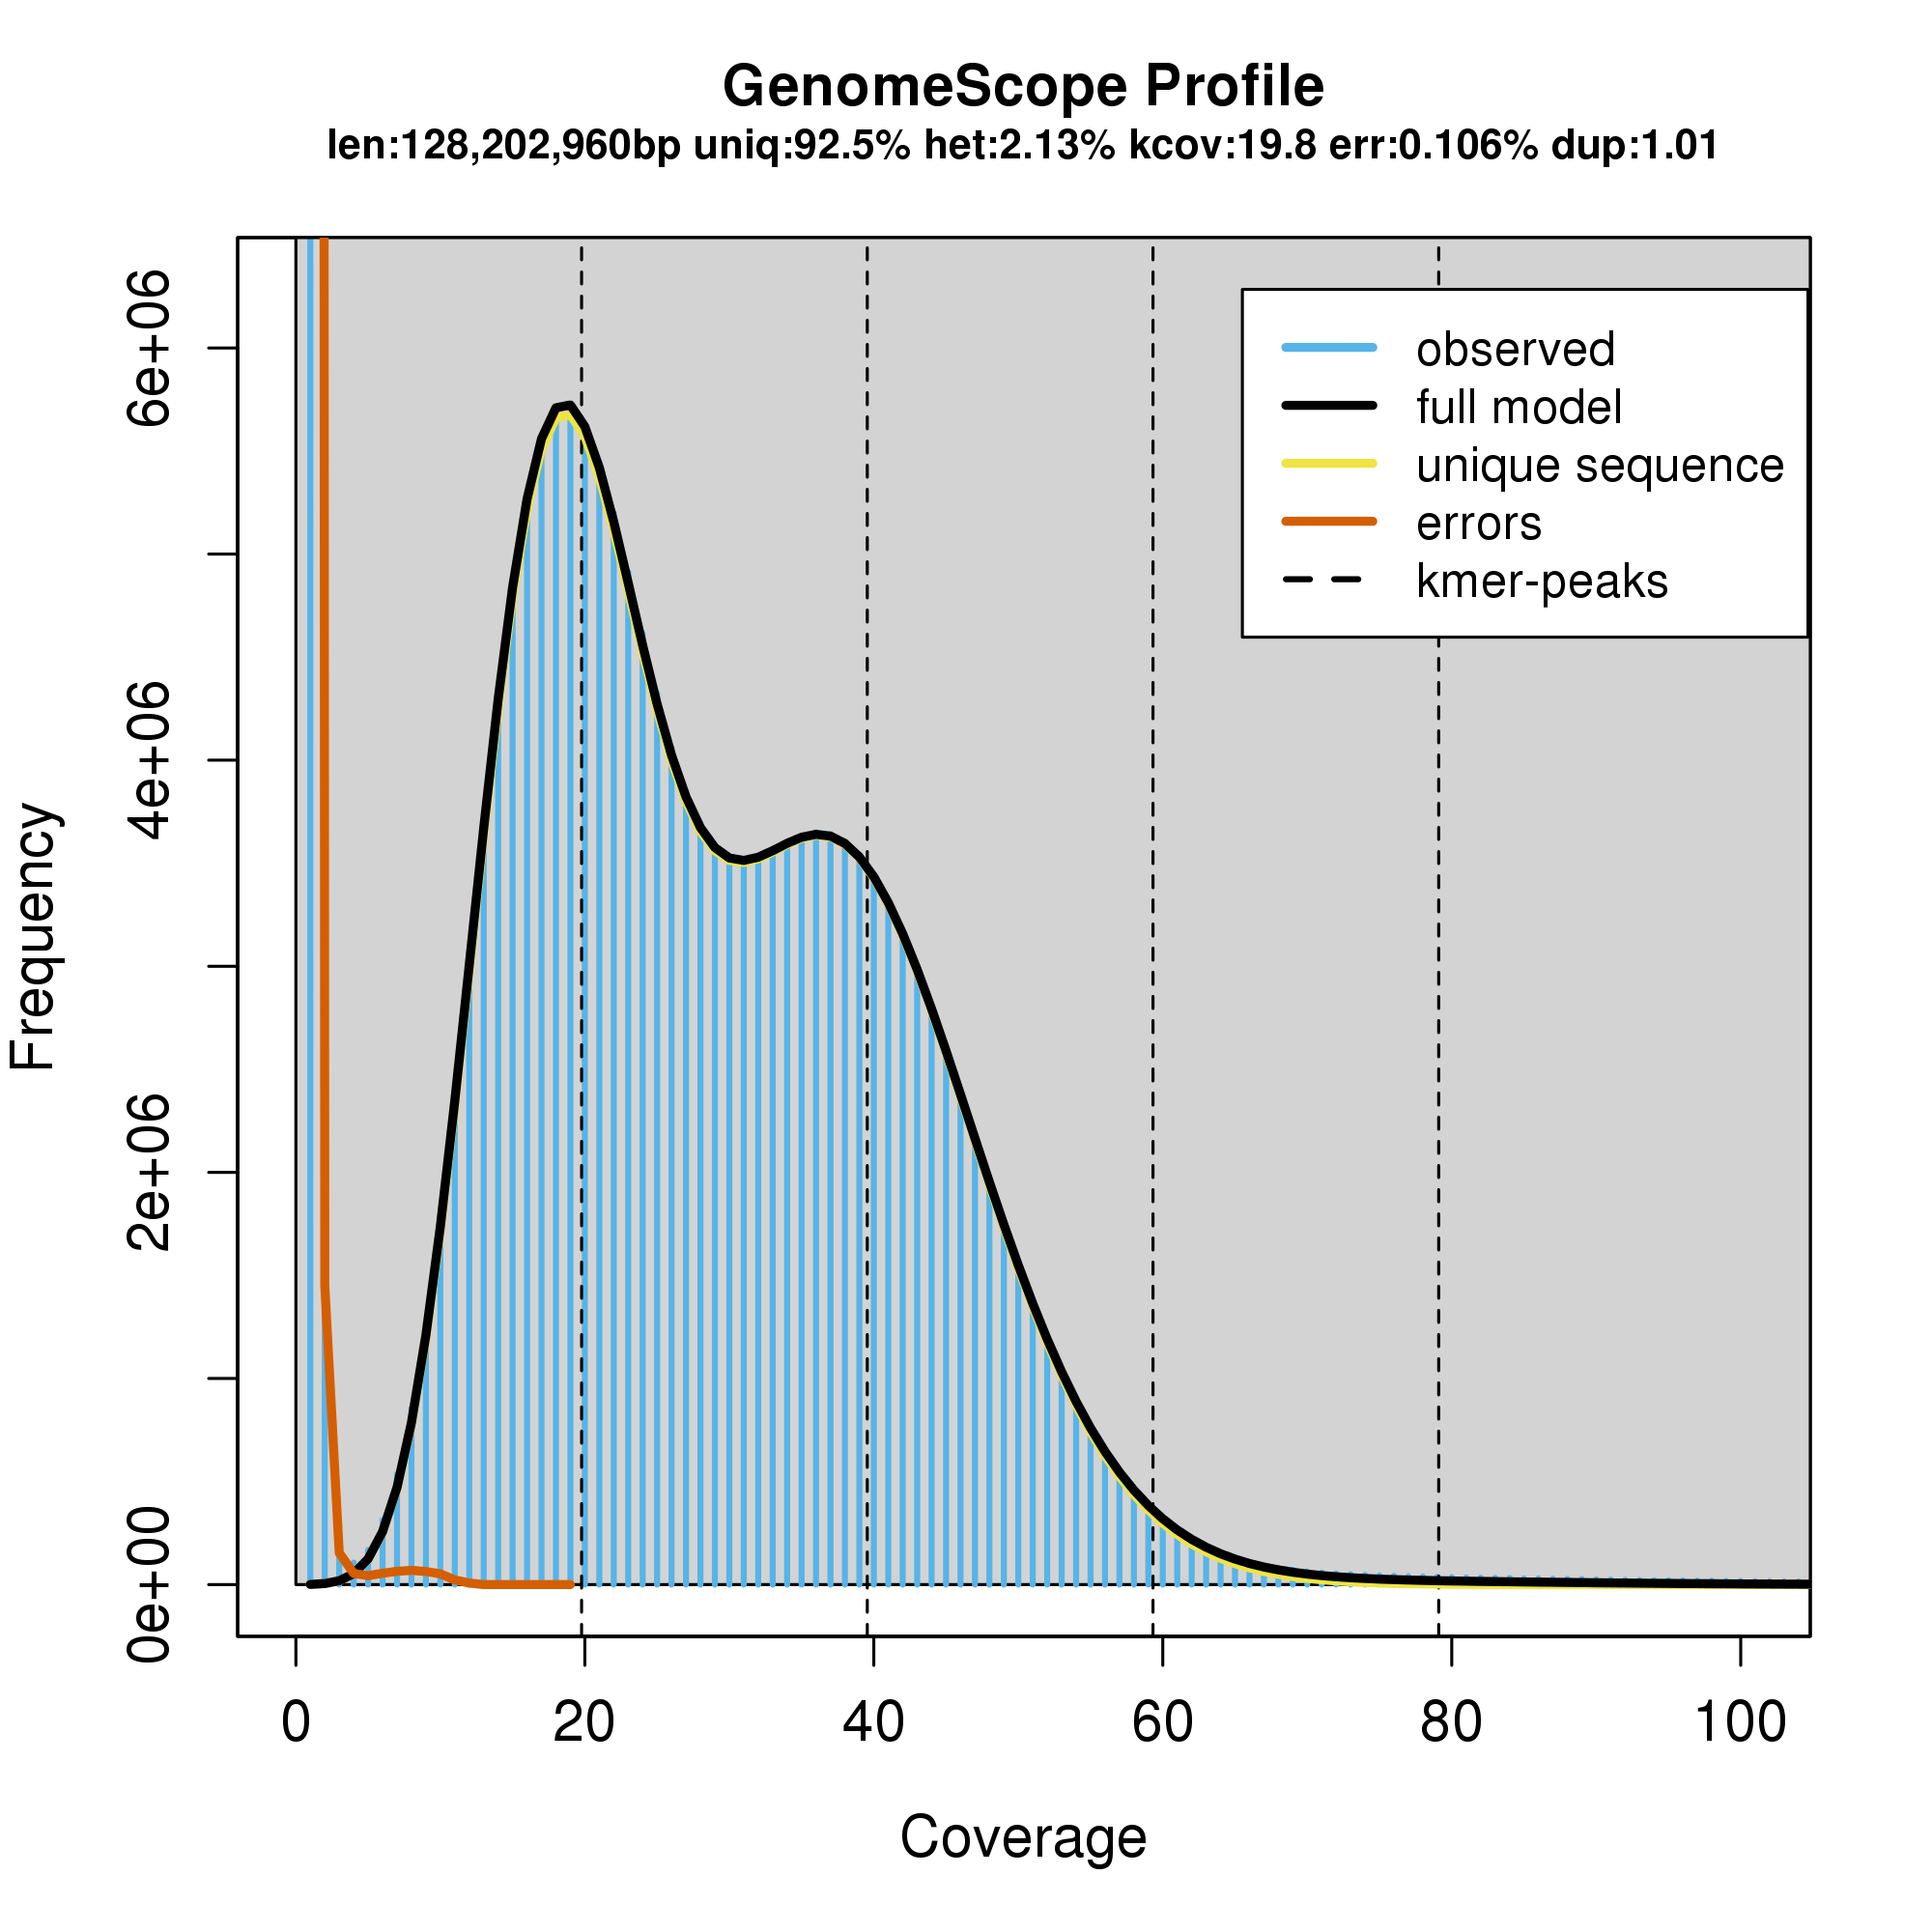 GenomeScope Profile
len:128,202,960bp uniq:92.5% het:2.13% kcov:19.8 err:0.106% dup:1.01
observed
full model
unique sequence
errors
kmer-peaks
Frequency
6e+06
4e+06
2e+06
0e+00
0 20 40 60 80 100
Coverage